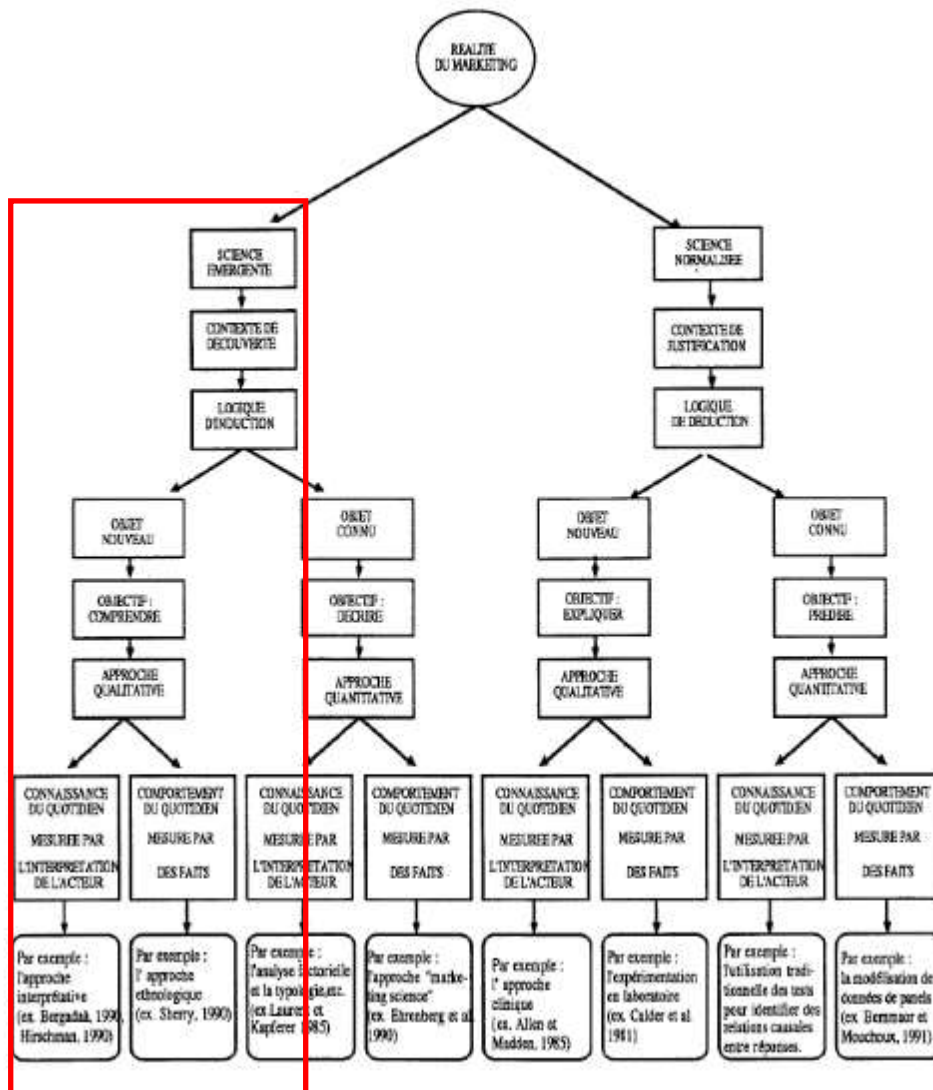 REALITE
DU MARKETING
SCIENCE
EMERGENTE
SCIENCE
NORMALISEE
CONTEXTE DE
DECOUVERTE
CONTEXTE DE
JUSTIFICATION
LOGIQUE
D'INDUCTION
LOGIQUE
DE DEDUCTION
OBJET
NOUVEAU
OBJET
CONNU
OBJET
NOUVEAU
OBJET
CONNU
OBJECTIF :
COMPRENDRE
OBJECTIF :
DECRIRE
OBJECTIF :
EXPLIQUER
OBJECTIF :
PREDIRE
APPROCHE
QUALITATIVE
APPROCHE
QUANTITATIVE
APPROCHE
QUALITATIVE
APPROCHE
QUANTITATIVE
CONNAISSANCE
DU QUOTIDIEN
MESUREE PAR
L'INTERPRETATION
DE L'ACTEUR
COMPORTEMENT
DU QUOTIDIEN
MESURE PAR
DES FAITS
CONNAISSANCE
DU QUOTIDIEN
MESUREE PAR
L'INTERPRETATION
DE L'ACTEUR
COMPORTEMENT
DU QUOTIDIEN
MESURE PAR
DES FAITS
CONNAISSANCE
DU QUOTIDIEN
MESUREE PAR
L'INTERPRETATION
DE L'ACTEUR
COMPORTEMENT
DU QUOTIDIEN
MESURE PAR
DES FAITS
CONNAISSANCE
DU QUOTIDIEN
MESUREE PAR
L'INTERPRETATION
DE L'ACTEUR
COMPORTEMENT
DU QUOTIDIEN
MESURE PAR
DES FAITS
Par exemple :
l'approche
interprétative
(ex. Bergadaà, 1990,
Hirschman, 1990)
Par exemple :
l' approche
ethnologique
(ex. Sherry, 1990)
Par exemple :
l'analyse factorielle
et la typologie,etc.
(ex Laurent et
Kapferer 1985)
Par exemple :
l'approche "marke-
ting science"
(ex. Ehrenberg et al.
1990)
Par exemple :
l' approche
clinique
(ex. Allen et
Madden, 1985)
Par exemple :
l'expérimentation
en laboratoire
(ex. Calder et al.
1981)
Par exemple :
l'utilisation tradi-
tionnelle des tests
pour identifier des
relations causales
entre réponses.
Par exemple :
la modélisation de
données de panels
(ex Bemmaor et
Mouchoux, 1991)